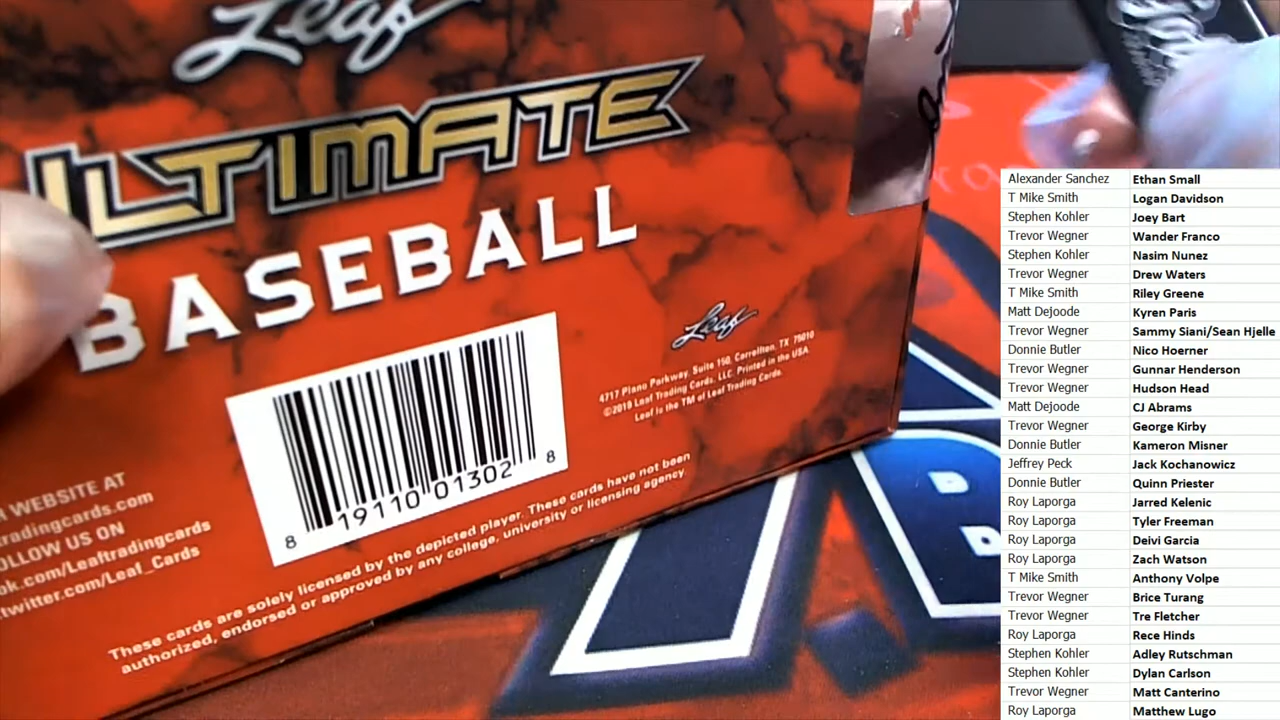 Leaf
ULTIMATE
BASEBALL
Leaf
4717 Plano Parkway, Suite 150, Carrollton, TX 75010
©2019 Leaf Trading Cards, LLC. Printed in the USA.
Leaf is the TM of Leaf Trading Cards.
8 19110 01302 8
WEBSITE AT
tradingcards.com
FOLLOW US ON
ok.com/Leaftradingcards
twitter.com/Leaf_Cards
These cards are solely licensed by the depicted player. These cards have not been
authorized, endorsed or approved by any college, university or licensing agency.
Alexander Sanchez Ethan Small
T Mike Smith Logan Davidson
Stephen Kohler Joey Bart
Trevor Wegner Wander Franco
Stephen Kohler Nasim Nunez
Trevor Wegner Drew Waters
T Mike Smith Riley Greene
Matt Dejoode Kyren Paris
Trevor Wegner Sammy Siani/Sean Hjelle
Donnie Butler Nico Hoerner
Trevor Wegner Gunnar Henderson
Trevor Wegner Hudson Head
Matt Dejoode CJ Abrams
Trevor Wegner George Kirby
Donnie Butler Kameron Misner
Jeffrey Peck Jack Kochanowicz
Donnie Butler Quinn Priester
Roy Laporga Jarred Kelenic
Roy Laporga Tyler Freeman
Roy Laporga Deivi Garcia
Roy Laporga Zach Watson
T Mike Smith Anthony Volpe
Trevor Wegner Brice Turang
Trevor Wegner Tre Fletcher
Roy Laporga Rece Hinds
Stephen Kohler Adley Rutschman
Stephen Kohler Dylan Carlson
Trevor Wegner Matt Canterino
Roy Laporga Matthew Lugo